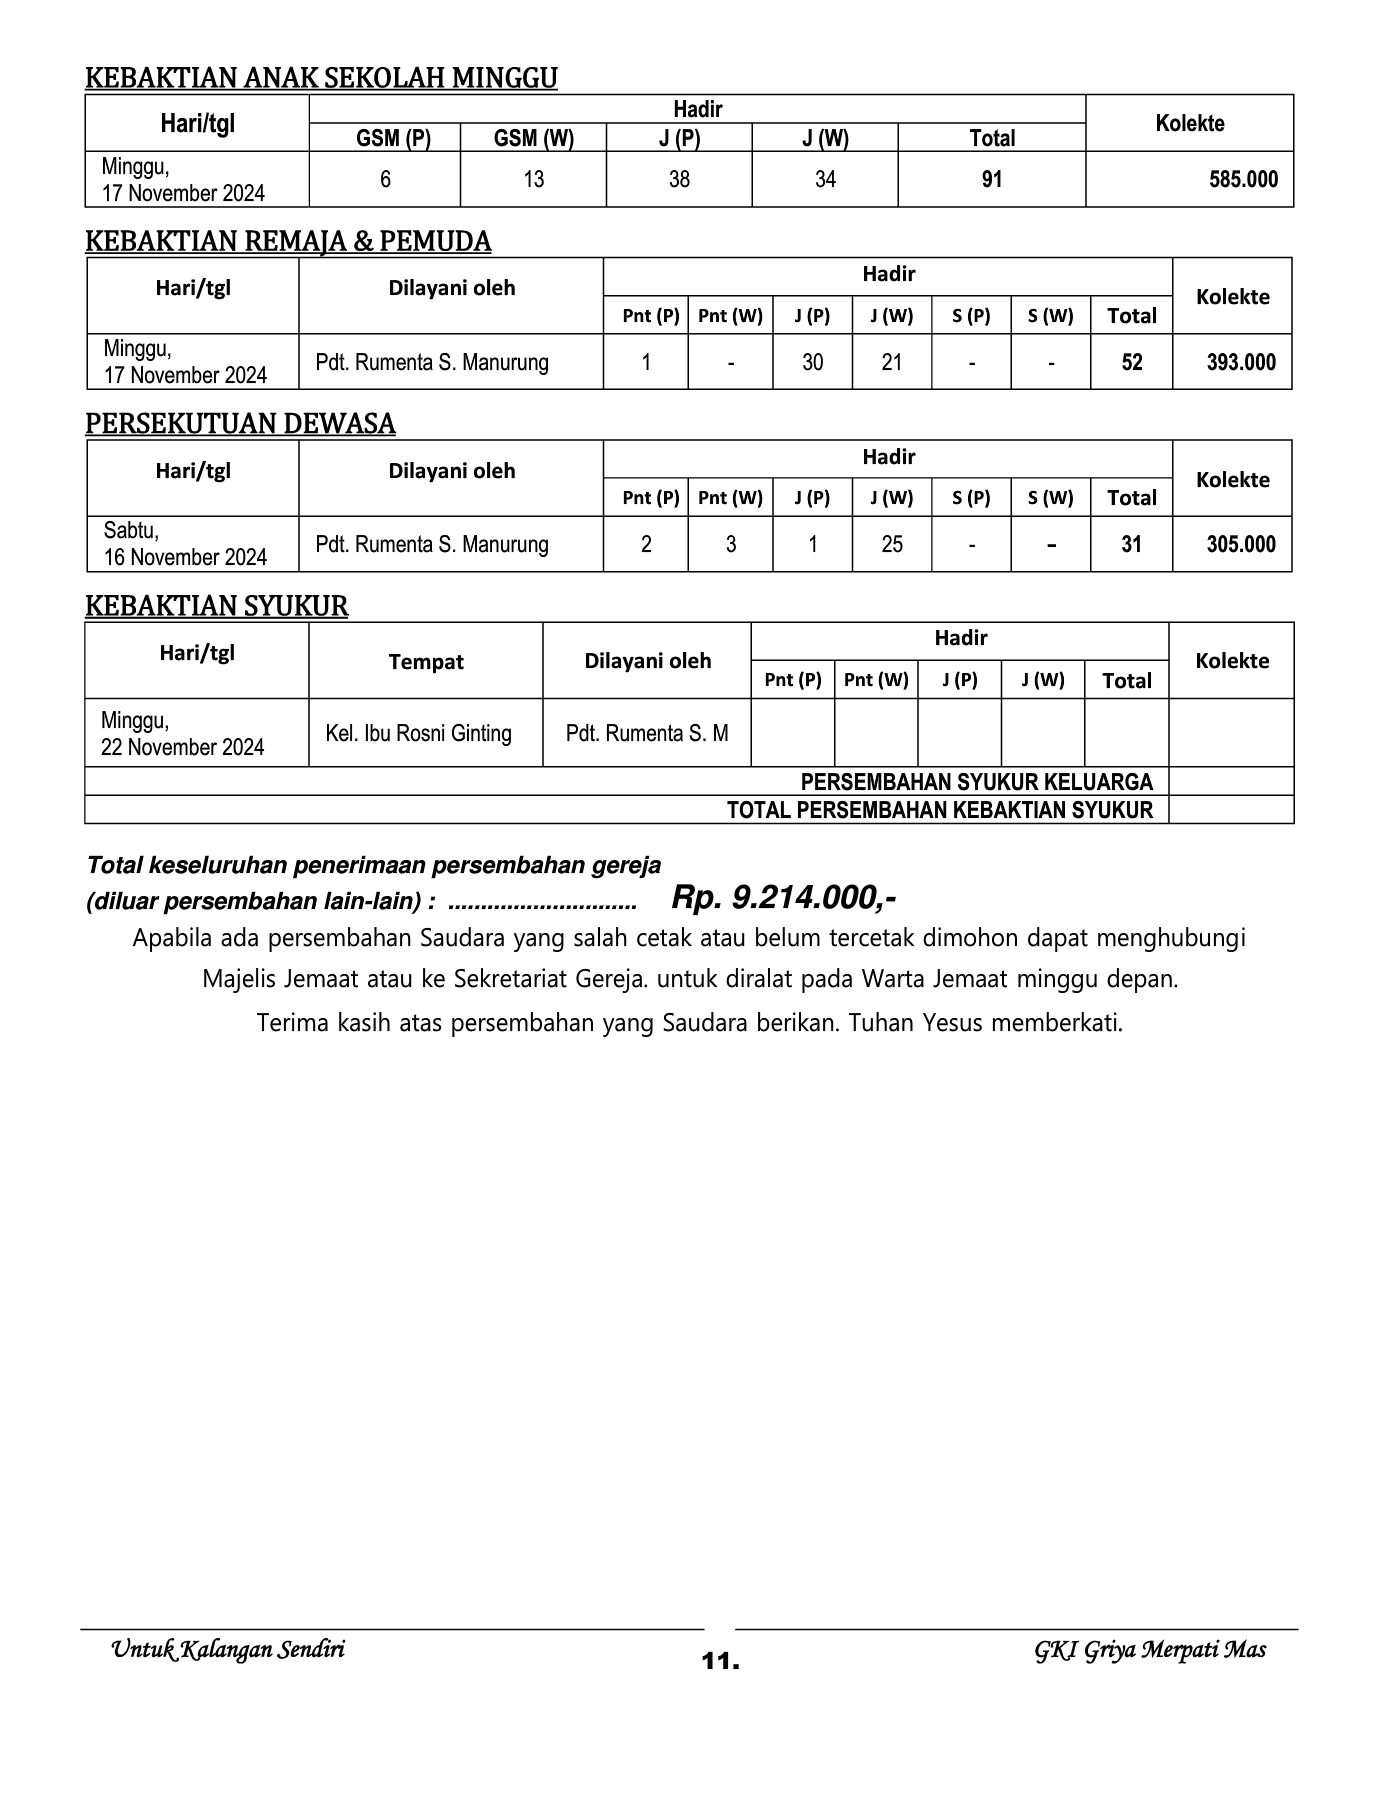 KEBAKTIAN ANAK SEKOLAH MINGGU
Hari/tgl Hadir Kolekte
GSM (P) GSM (W) J (P) J (W) Total
Minggu,
17 November 2024 6 13 38 34 91 585.000
KEBAKTIAN REMAJA & PEMUDA
Hari/tgl Dilayani oleh Hadir Kolekte
Pnt (P) Pnt (W) J (P) J (W) S (P) S (W) Total
Minggu,
17 November 2024 Pdt. Rumenta S. Manurung 1 - 30 21 - - 52 393.000
PERSEKUTUAN DEWASA
Hari/tgl Dilayani oleh Hadir Kolekte
Pnt (P) Pnt (W) J (P) J (W) S (P) S (W) Total
Sabtu,
16 November 2024 Pdt. Rumenta S. Manurung 2 3 1 25 - - 31 305.000
KEBAKTIAN SYUKUR
Hari/tgl Tempat Dilayani oleh Hadir Kolekte
Pnt (P) Pnt (W) J (P) J (W) Total
Minggu,
22 November 2024 Kel. Ibu Rosni Ginting Pdt. Rumenta S. M
PERSEMBAHAN SYUKUR KELUARGA
TOTAL PERSEMBAHAN KEBAKTIAN SYUKUR
Total keseluruhan penerimaan persembahan gereja
(diluar persembahan lain-lain) : ............................. Rp. 9.214.000,-
Apabila ada persembahan Saudara yang salah cetak atau belum tercetak dimohon dapat menghubungi
Majelis Jemaat atau ke Sekretariat Gereja. untuk diralat pada Warta Jemaat minggu depan.
Terima kasih atas persembahan yang Saudara berikan. Tuhan Yesus memberkati.
Untuk Kalangan Sendiri 11. GKI Griya Merpati Mas